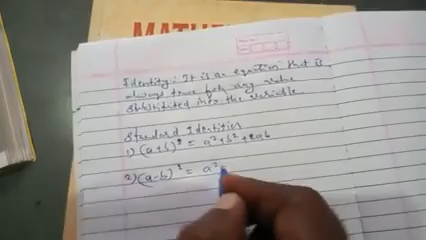 MATHEM
Identity: It is an equation that is
always true for any value
substituted into the variable
Standard Identities
1) (a+b)² = a²+b²+2ab
2) (a-b)² = a²